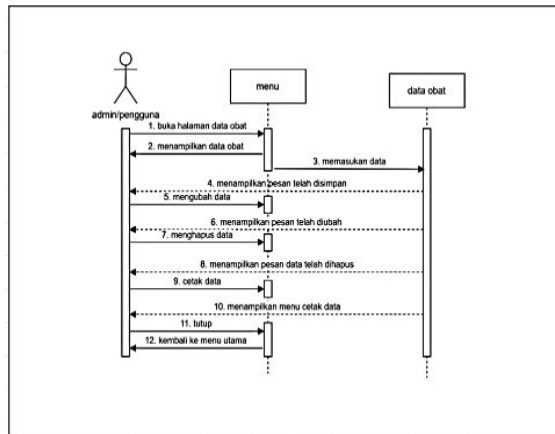 menu
data obat
admin/pengguna
1. buka halaman data obat
2. menampilkan data obat
3. memasukan data
4. menampilkan pesan telah disimpan
5. mengubah data
6. menampilkan pesan telah diubah
7. menghapus data
8. menampilkan pesan data telah dihapus
9. cetak data
10. menampilkan menu cetak data
11. tutup
12. kembali ke menu utama